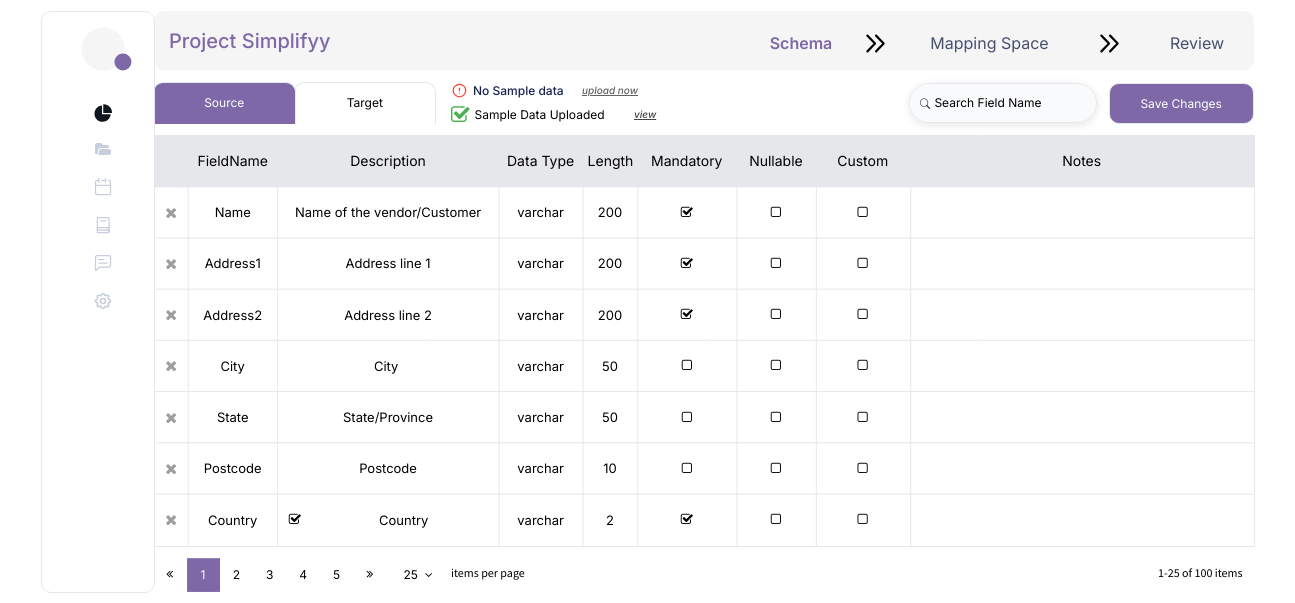 Project Simplifyy
Schema
Mapping Space
Review
Source
Target
No Sample data upload now
Sample Data Uploaded view
Search Field Name
Save Changes
FieldName Description Data Type Length Mandatory Nullable Custom Notes
Name Name of the vendor/Customer varchar 200
Address1 Address line 1 varchar 200
Address2 Address line 2 varchar 200
City City varchar 50
State State/Province varchar 50
Postcode Postcode varchar 10
Country Country varchar 2
« 1 2 3 4 5 » 25 items per page
1-25 of 100 items